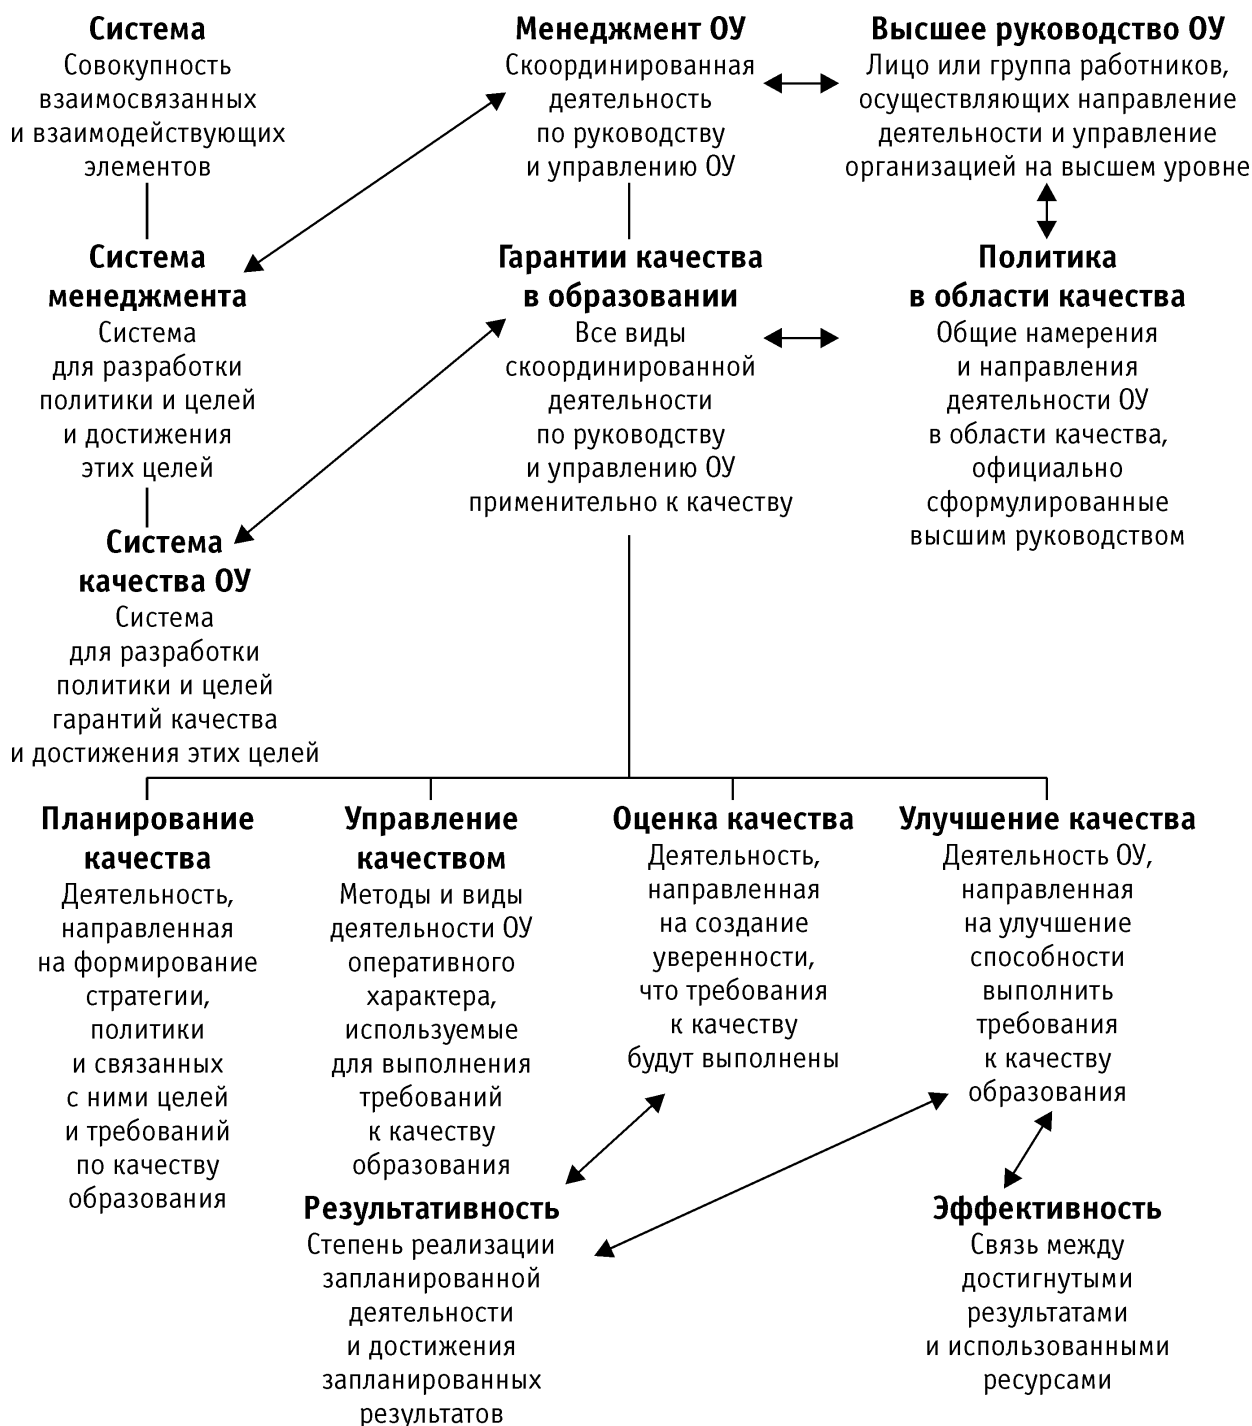 Система
Совокупность
взаимосвязанных
и взаимодействующих
элементов
Менеджмент ОУ
Скоординированная
деятельность
по руководству
и управлению ОУ
Высшее руководство ОУ
Лицо или группа работников,
осуществляющих направление
деятельности и управление
организацией на высшем уровне
Система
менеджмента
Система
для разработки
политики и целей
и достижения
этих целей
Гарантии качества
в образовании
Все виды
скоординированной
деятельности
по руководству
и управлению ОУ
применительно к качеству
Политика
в области качества
Общие намерения
и направления
деятельности ОУ
в области качества,
официально
сформулированные
высшим руководством
Система
качества ОУ
Система
для разработки
политики и целей
гарантий качества
и достижения этих целей
Планирование
качества
Деятельность,
направленная
на формирование
стратегии,
политики
и связанных
с ними целей
и требований
по качеству
образования
Управление
качеством
Методы и виды
деятельности ОУ
оперативного
характера,
используемые
для выполнения
требований
к качеству
образования
Оценка качества
Деятельность,
направленная
на создание
уверенности,
что требования
к качеству
будут выполнены
Улучшение качества
Деятельность ОУ,
направленная
на улучшение
способности
выполнить
требования
к качеству
образования
Результативность
Степень реализации
запланированной
деятельности
и достижения
запланированных
результатов
Эффективность
Связь между
достигнутыми
результатами
и использованными
ресурсами